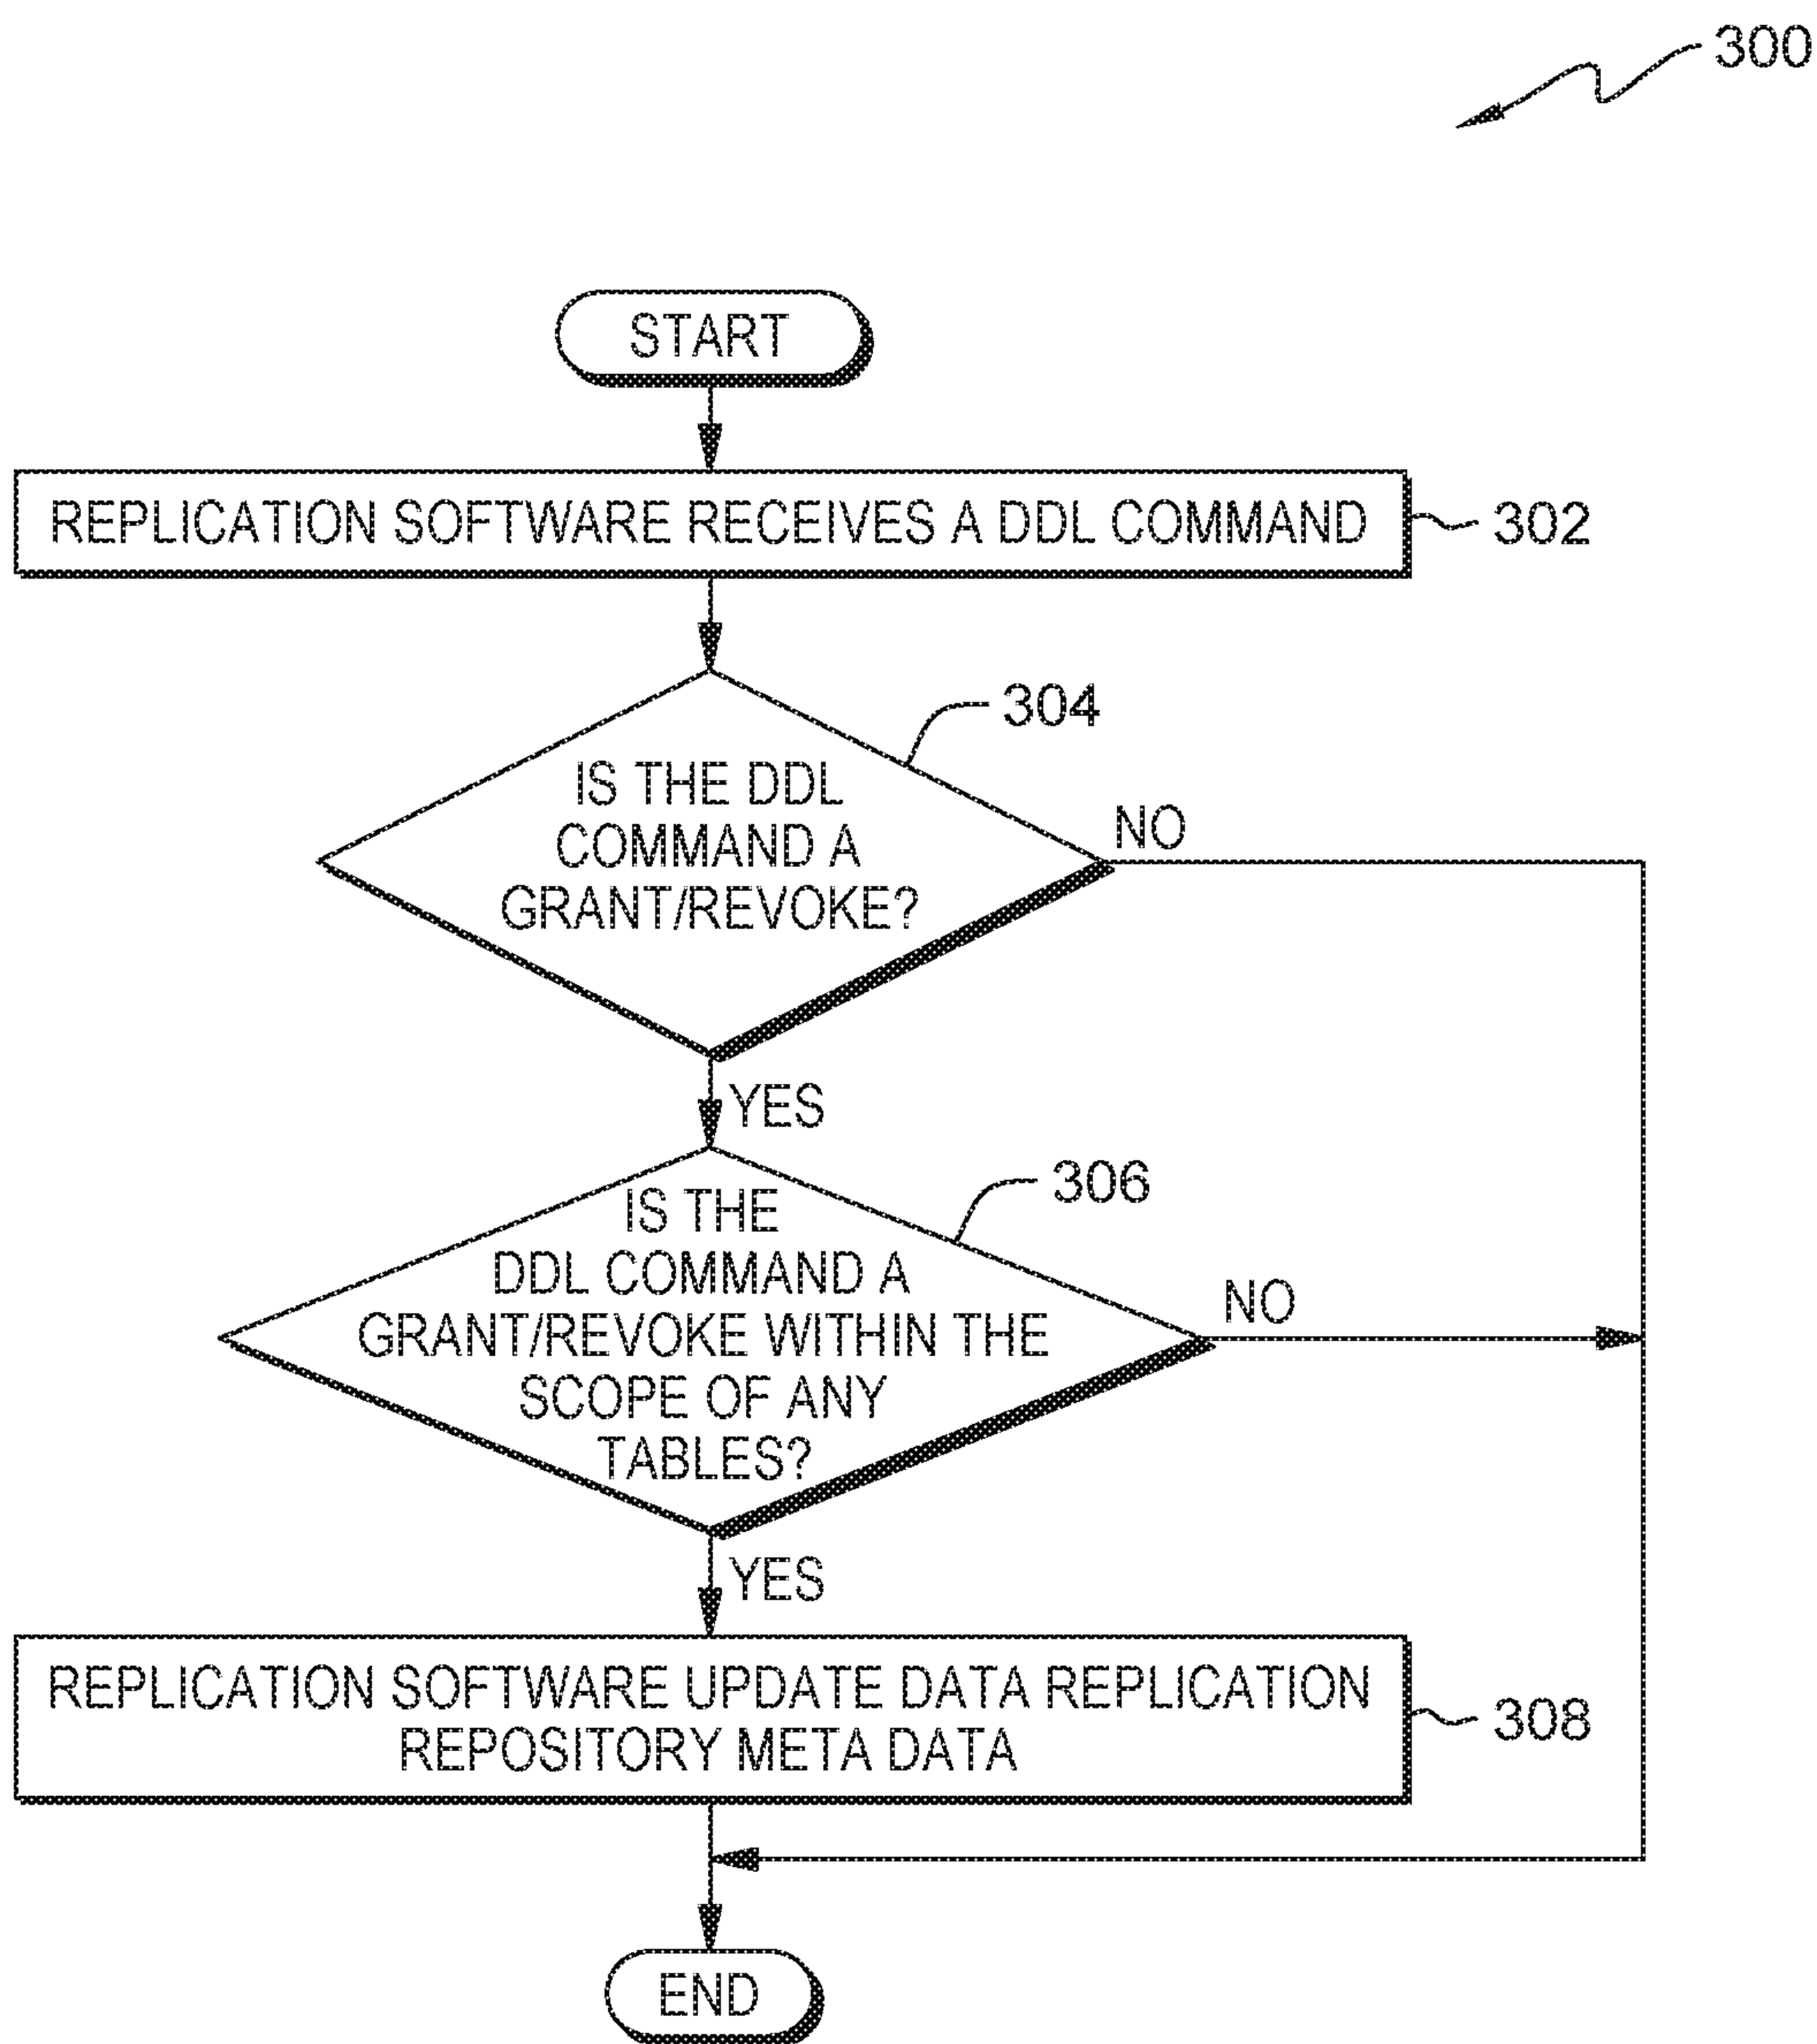 300
START
REPLICATION SOFTWARE RECEIVES A DDL COMMAND
302
304
IS THE DDL
COMMAND A
GRANT/REVOKE?
NO
YES
306
IS THE
DDL COMMAND A
GRANT/REVOKE WITHIN THE
SCOPE OF ANY
TABLES?
NO
YES
REPLICATION SOFTWARE UPDATE DATA REPLICATION
REPOSITORY META DATA
308
END